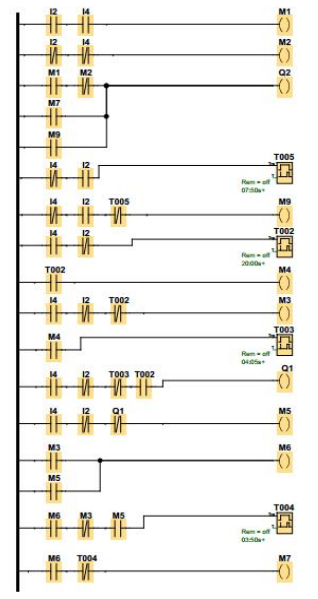 I2 I4 M1
I2 I4 M2
M1 M2 Q2
M7
M9
I4 I2 T005
Rem = off
07:50s+
I4 I2 T005 M9
I4 I2 T002
Rem = off
20:00s+
T002 M4
I4 I2 T002 M3
M4 T003
Rem = off
04:05s+
I4 I2 T003 T002 Q1
I4 I2 Q1 M5
M3 M6
M5
M6 M3 M5 T004
Rem = off
03:50s+
M6 T004 M7